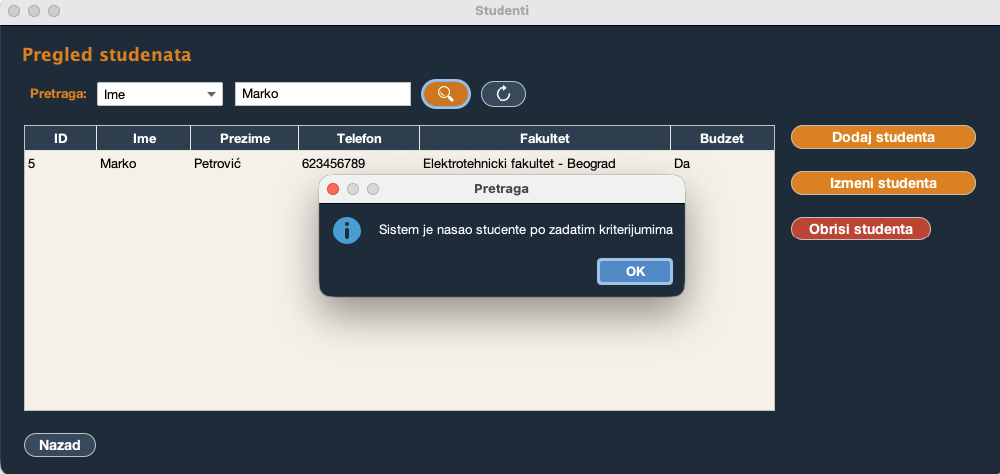 Studenti
Pregled studenata
Pretraga: Ime Marko
ID Ime Prezime Telefon Fakultet Budzet
5 Marko Petrović 623456789 Elektrotehnicki fakultet - Beograd Da
Dodaj studenta
Izmeni studenta
Obrisi studenta
Pretraga
Sistem je nasao studente po zadatim kriterijumima
OK
Nazad